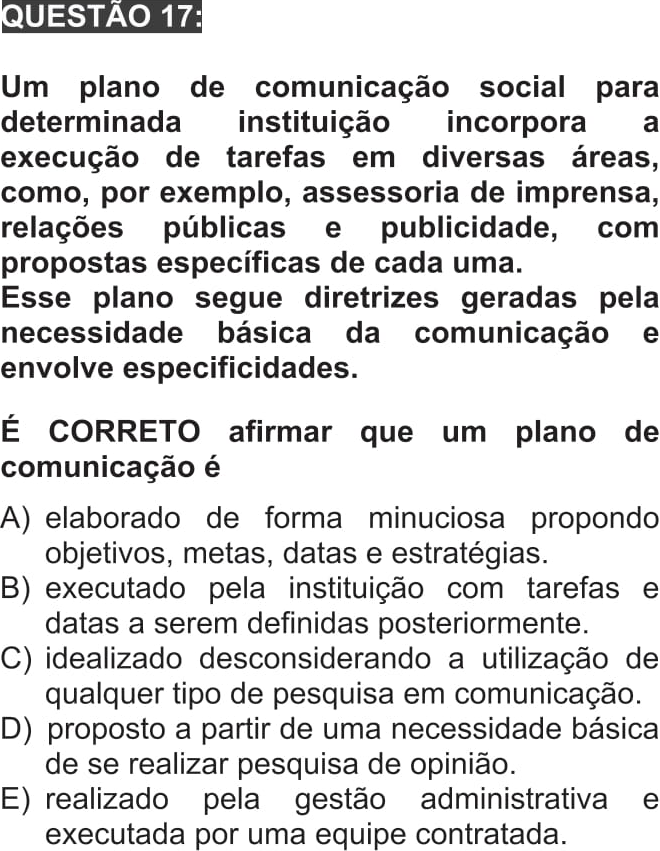 QUESTÃO 17:
Um plano de comunicação social para
determinada instituição incorpora a
execução de tarefas em diversas áreas,
como, por exemplo, assessoria de imprensa,
relações públicas e publicidade, com
propostas específicas de cada uma.
Esse plano segue diretrizes geradas pela
necessidade básica da comunicação e
envolve especificidades.
É CORRETO afirmar que um plano de
comunicação é
A) elaborado de forma minuciosa propondo
objetivos, metas, datas e estratégias.
B) executado pela instituição com tarefas e
datas a serem definidas posteriormente.
C) idealizado desconsiderando a utilização de
qualquer tipo de pesquisa em comunicação.
D) proposto a partir de uma necessidade básica
de se realizar pesquisa de opinião.
E) realizado pela gestão administrativa e
executada por uma equipe contratada.